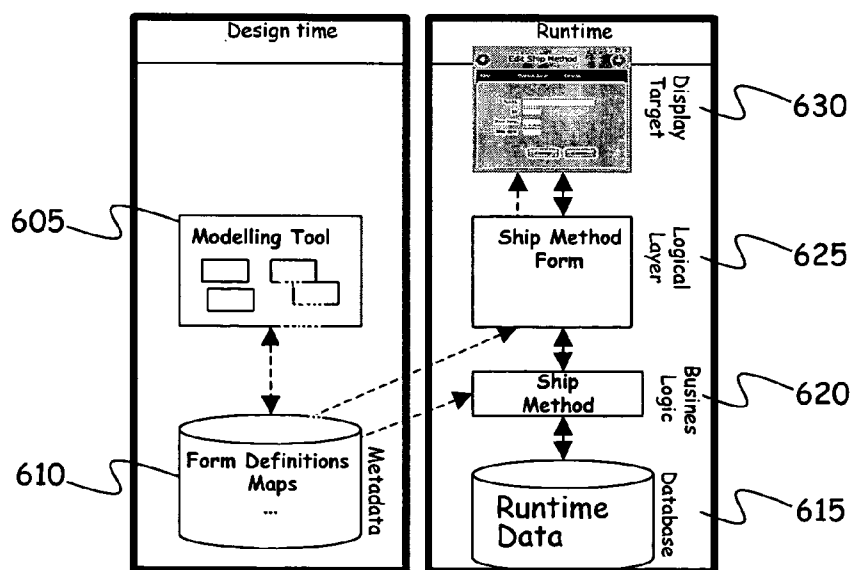 Design time
Runtime
Edit Ship Method
Display
Target
630
605
Modelling Tool
Ship Method
Form
Logical
Layer
625
Ship
Method
Busines
Logic
620
610
Form Definitions
Maps
...
Metadata
Runtime
Data
Database
615